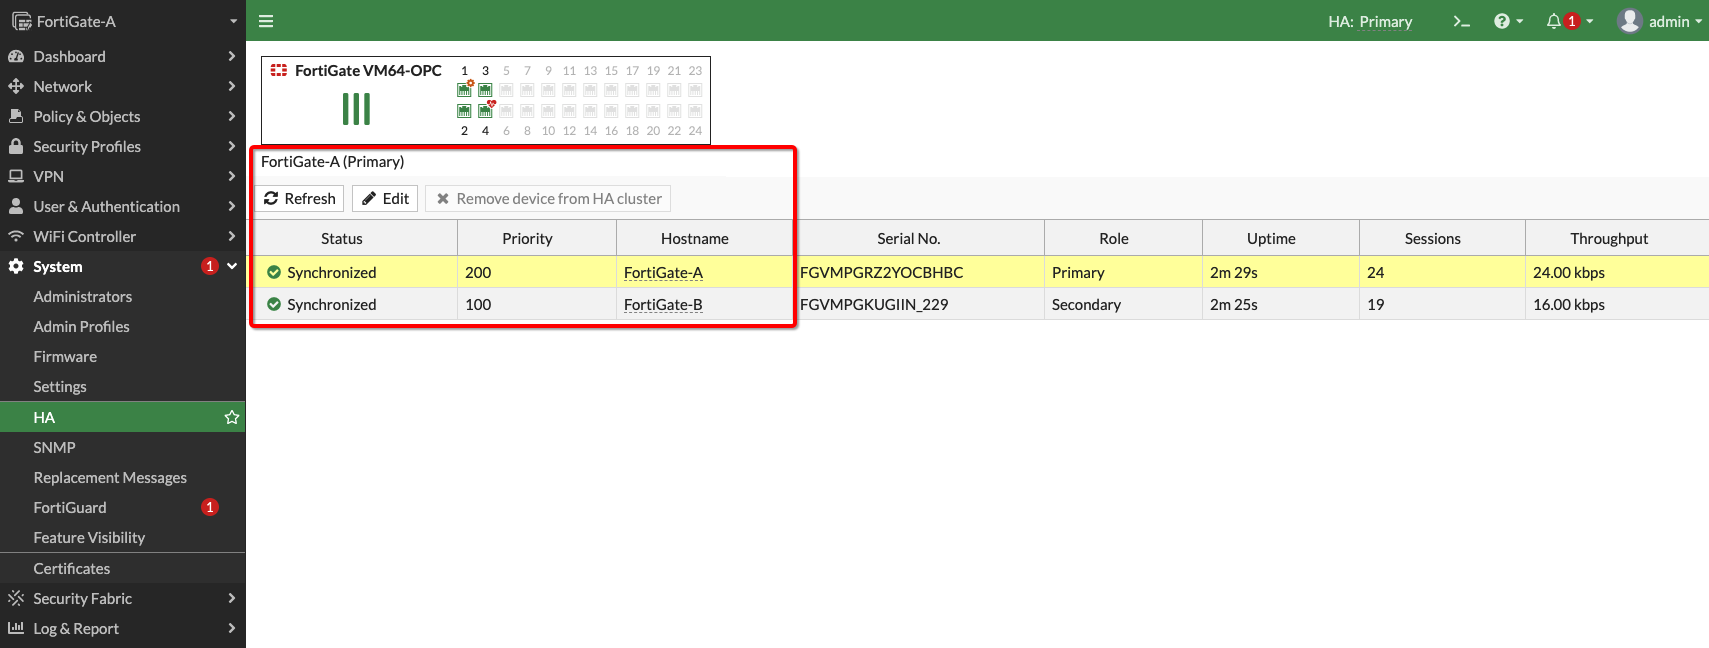 FortiGate-A
HA: Primary
1
admin
Dashboard
Network
Policy & Objects
Security Profiles
VPN
User & Authentication
WiFi Controller
System 1
Administrators
Admin Profiles
Firmware
Settings
HA
SNMP
Replacement Messages
FortiGuard 1
Feature Visibility
Certificates
Security Fabric
Log & Report
FortiGate VM64-OPC
1 3 5 7 9 11 13 15 17 19 21 23
2 4 6 8 10 12 14 16 18 20 22 24
FortiGate-A (Primary)
Refresh Edit Remove device from HA cluster
Status Priority Hostname Serial No. Role Uptime Sessions Throughput
Synchronized 200 FortiGate-A FGVMPGRZ2YOCBHBC Primary 2m 29s 24 24.00 kbps
Synchronized 100 FortiGate-B FGVMPGKUGIIN_229 Secondary 2m 25s 19 16.00 kbps